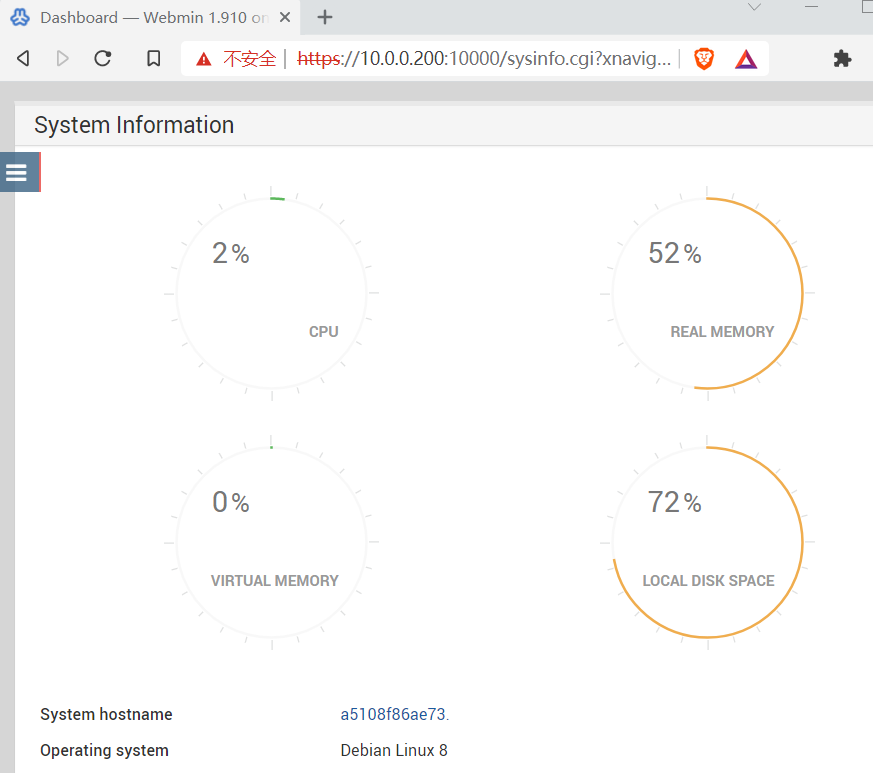 Dashboard — Webmin 1.910 on
不安全 https://10.0.0.200:10000/sysinfo.cgi?xnavig...
System Information
2%
CPU
52%
REAL MEMORY
0%
VIRTUAL MEMORY
72%
LOCAL DISK SPACE
System hostname a5108f86ae73.
Operating system Debian Linux 8